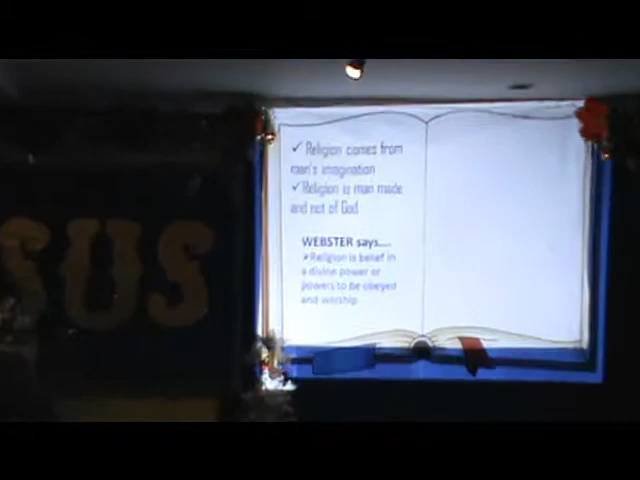 SUS
✓ Religion comes from
man's imagination
✓ Religion is man made
and not of God
WEBSTER says....
➢Religion is belief in
a divine power or
powers to be obeyed
and worship.